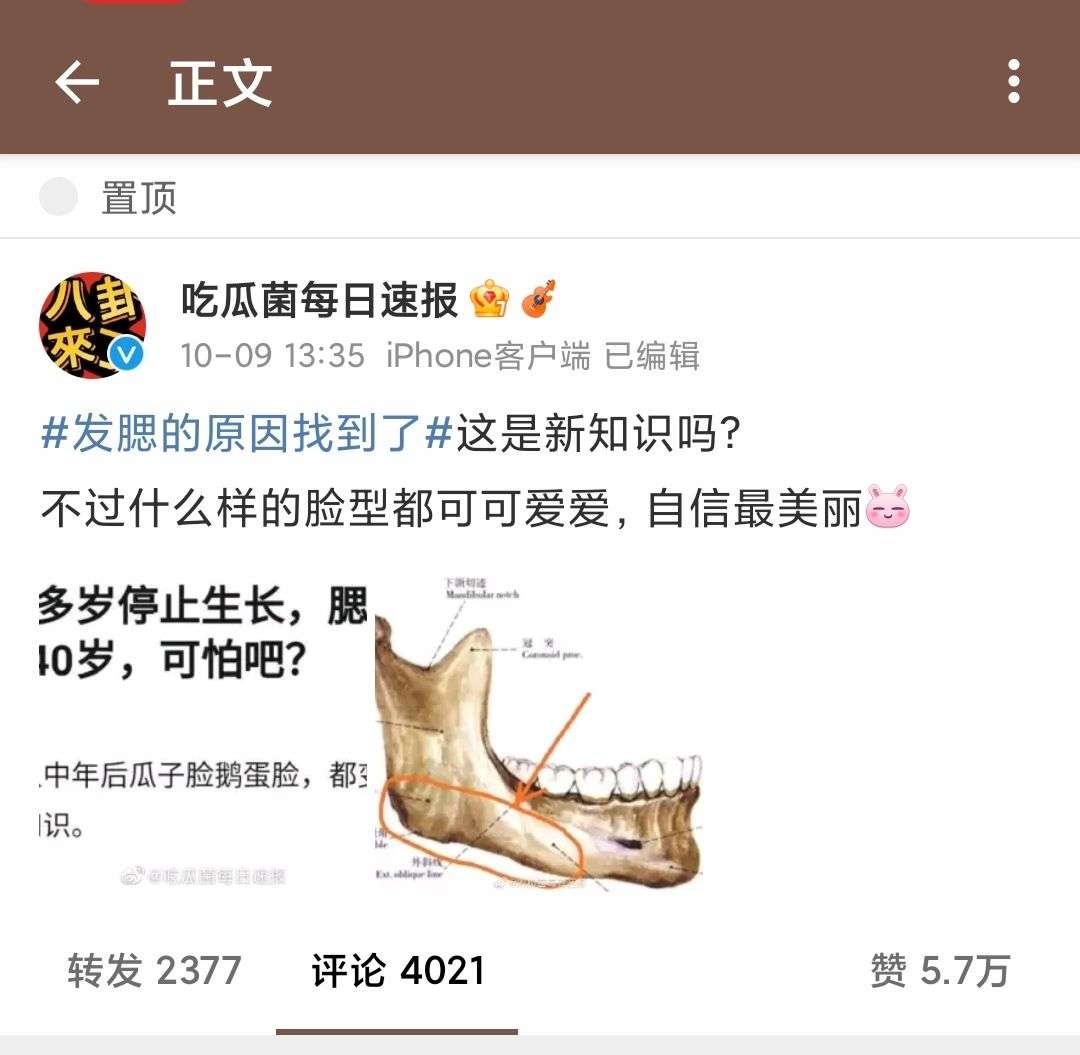 正文
置顶
八卦
來了
吃瓜菌每日速报
10-09 13:35 iPhone客户端 已编辑
#发腮的原因找到了#这是新知识吗?
不过什么样的脸型都可可爱爱,自信最美丽
多岁停止生长,腮
40岁,可怕吧?
中年后瓜子脸鹅蛋脸,都变
识。
@吃瓜菌每日速报
下颌切迹
Mandibular notch
冠 突
Coronoid proc.
外斜线
Ext. oblique line
转发 2377
评论 4021
赞 5.7万